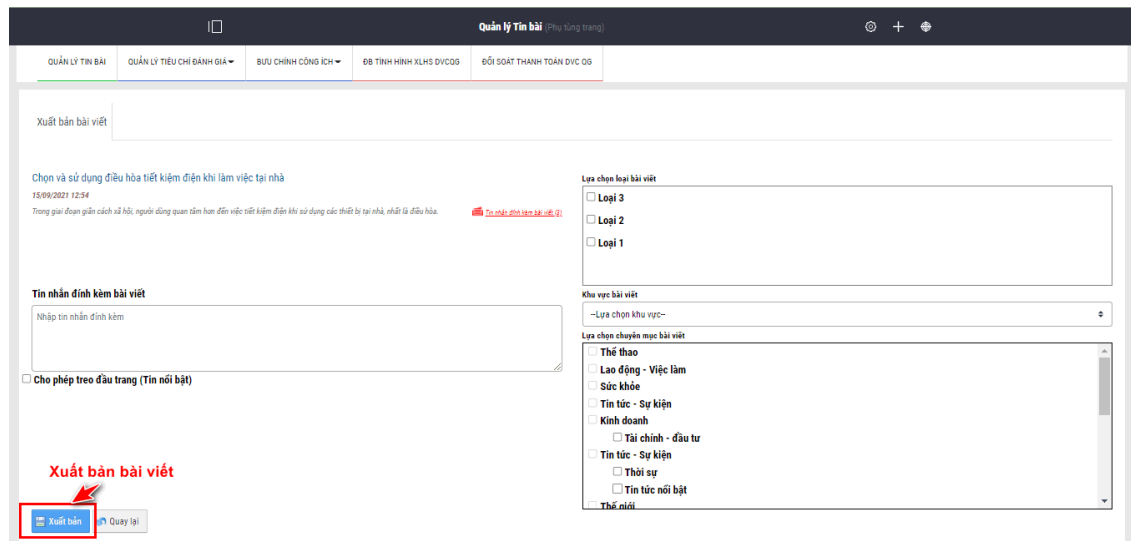 Quản lý Tin bài (Phụ tùng trang)
QUẢN LÝ TIN BÀI
QUẢN LÝ TIÊU CHÍ ĐÁNH GIÁ
BƯU CHÍNH CÔNG ÍCH
ĐB TÌNH HÌNH XLHS DVCQG
ĐỐI SOÁT THANH TOÁN DVC QG
Xuất bản bài viết
Chọn và sử dụng điều hòa tiết kiệm điện khi làm việc tại nhà
15/09/2021 12:54
Trong giai đoạn giãn cách xã hội, người dùng quan tâm hơn đến việc tiết kiệm điện khi sử dụng các thiết bị tại nhà, nhất là điều hòa.
Tin nhắn đính kèm bài viết (3)
Tin nhắn đính kèm bài viết
Nhập tin nhắn đính kèm
Cho phép treo đầu trang (Tin nổi bật)
Xuất bản bài viết
Xuất bản
Quay lại
Lựa chọn loại bài viết
Loại 3
Loại 2
Loại 1
Khu vực bài viết
--Lựa chọn khu vực--
Lựa chọn chuyên mục bài viết
Thể thao
Lao động - Việc làm
Sức khỏe
Tin tức - Sự kiện
Kinh doanh
Tài chính - đầu tư
Tin tức - Sự kiện
Thời sự
Tin tức nổi bật
Thế giới